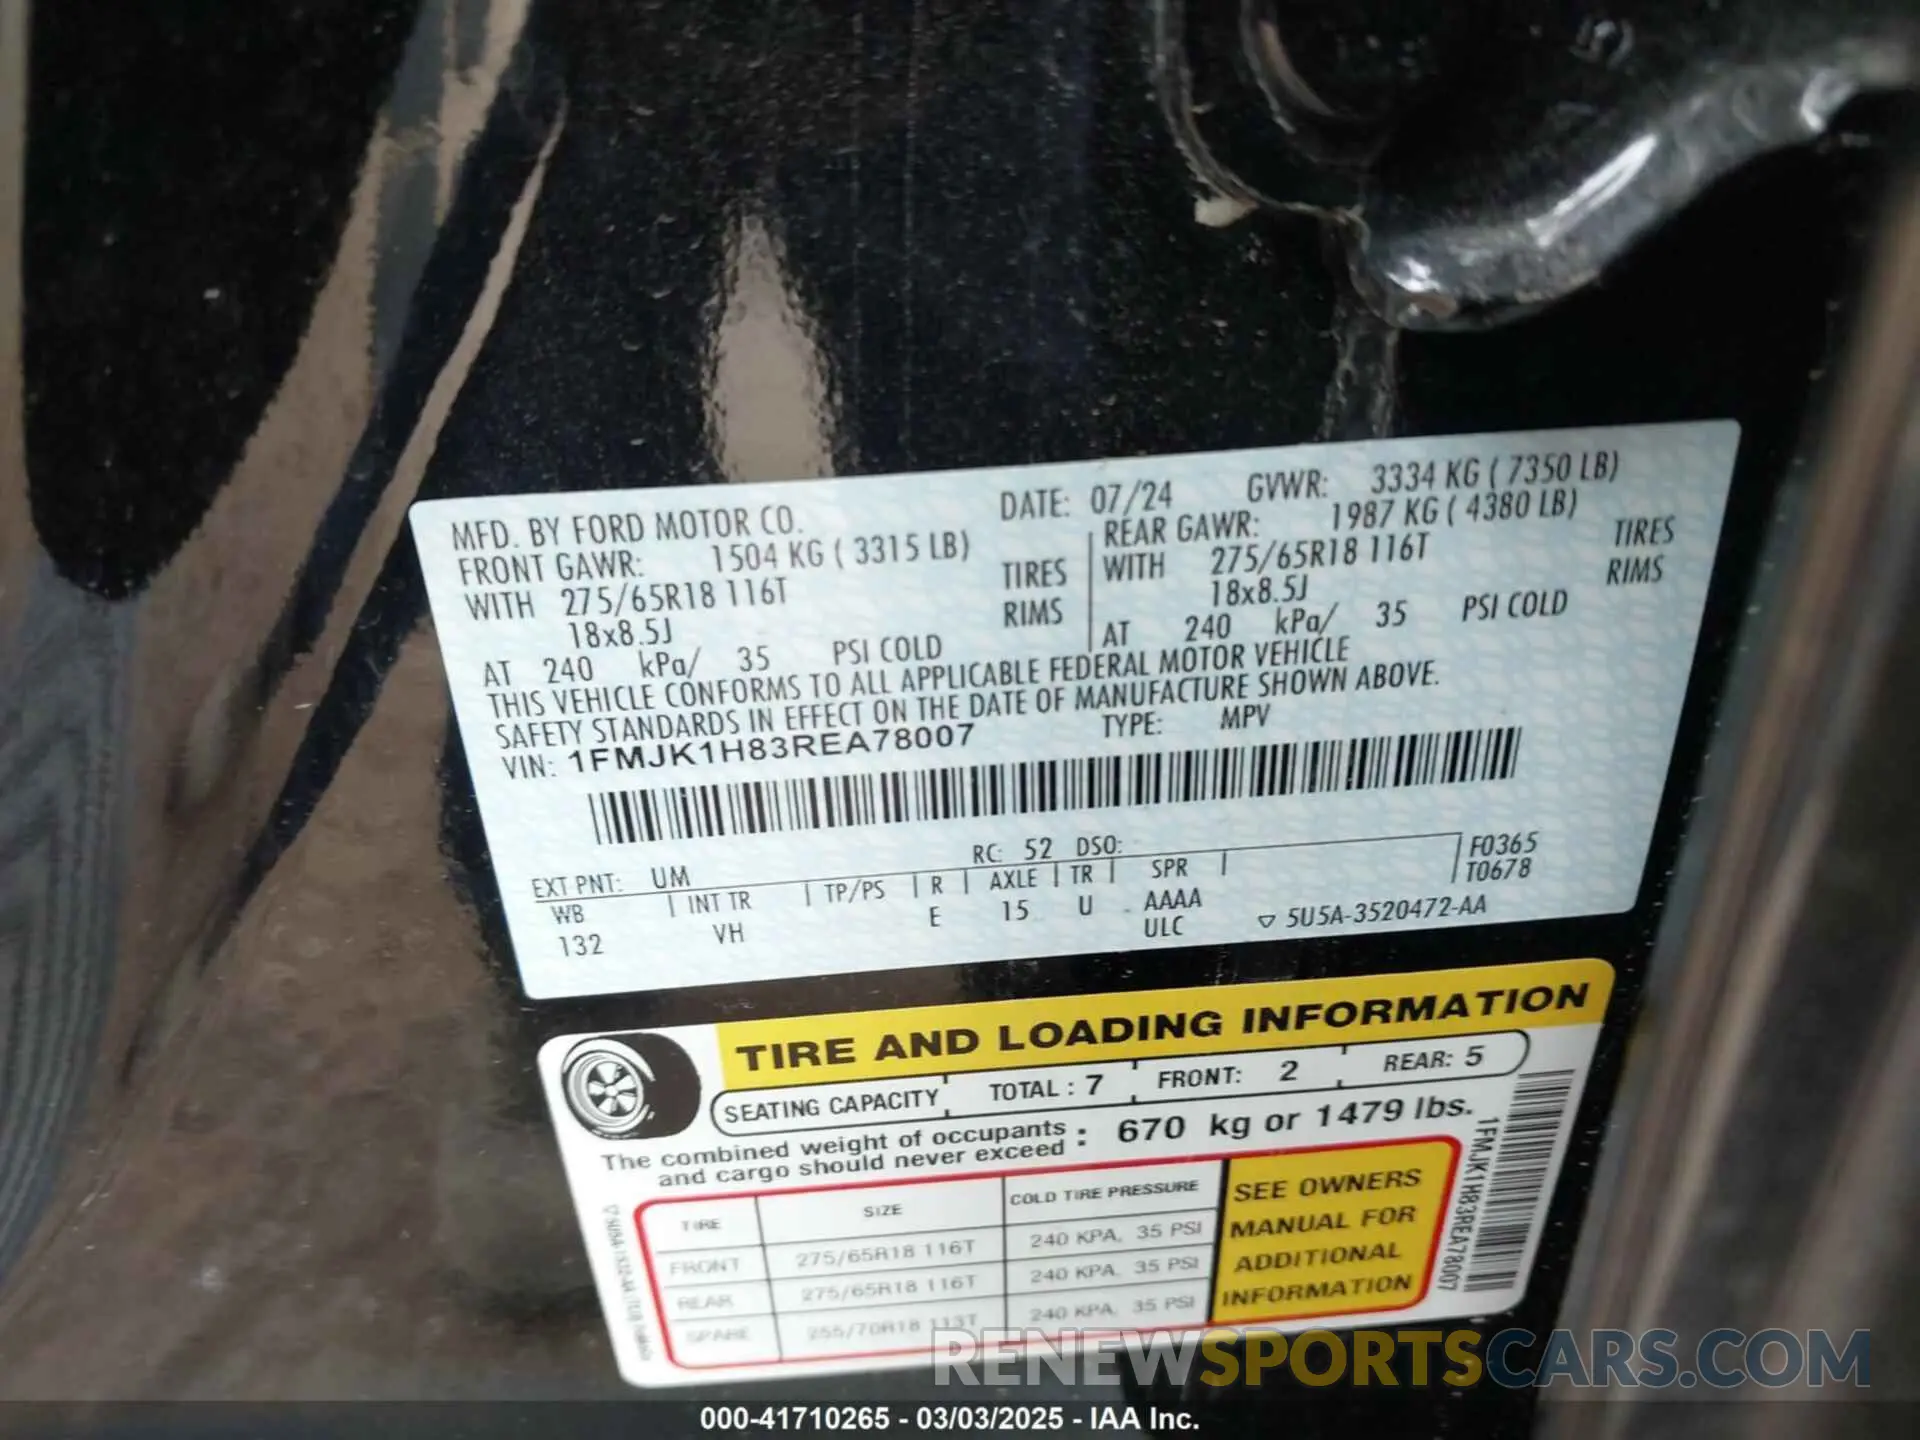 MFD. BY FORD MOTOR CO. DATE: 07/24 GVWR: 3334 KG ( 7350 LB)
FRONT GAWR: 1504 KG ( 3315 LB) REAR GAWR: 1987 KG ( 4380 LB)
WITH 275/65R18 116T TIRES WITH 275/65R18 116T TIRES
18x8.5J RIMS 18x8.5J RIMS
AT 240 kPa/ 35 PSI COLD AT 240 kPa/ 35 PSI COLD
THIS VEHICLE CONFORMS TO ALL APPLICABLE FEDERAL MOTOR VEHICLE
SAFETY STANDARDS IN EFFECT ON THE DATE OF MANUFACTURE SHOWN ABOVE.
VIN: 1FMJK1H83REA78007 TYPE: MPV
EXT PNT: UM RC: 52 DSO: F0365
WB INT TR TP/PS R AXLE TR SPR T0678
132 VH E 15 U AAAA
ULC 5U5A-3520472-AA
TIRE AND LOADING INFORMATION
SEATING CAPACITY TOTAL : 7 FRONT: 2 REAR: 5
The combined weight of occupants
and cargo should never exceed : 670 kg or 1479 lbs.
TIRE SIZE COLD TIRE PRESSURE
FRONT 275/65R18 116T 240 KPA, 35 PSI
REAR 275/65R18 116T 240 KPA, 35 PSI
SPARE 255/70R18 113T 240 KPA, 35 PSI
SEE OWNERS
MANUAL FOR
ADDITIONAL
INFORMATION
1FMJK1H83REA78007
RENEWSPORTSCARS.COM
000-41710265 - 03/03/2025 - IAA Inc.